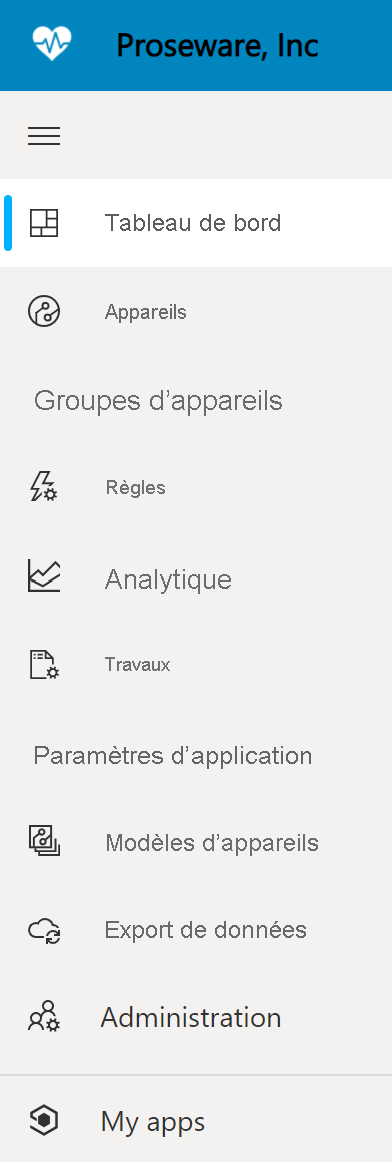 Proseware, Inc
Tableau de bord
Appareils
Groupes d’appareils
Règles
Analytique
Travaux
Paramètres d’application
Modèles d’appareils
Export de données
Administration
My apps